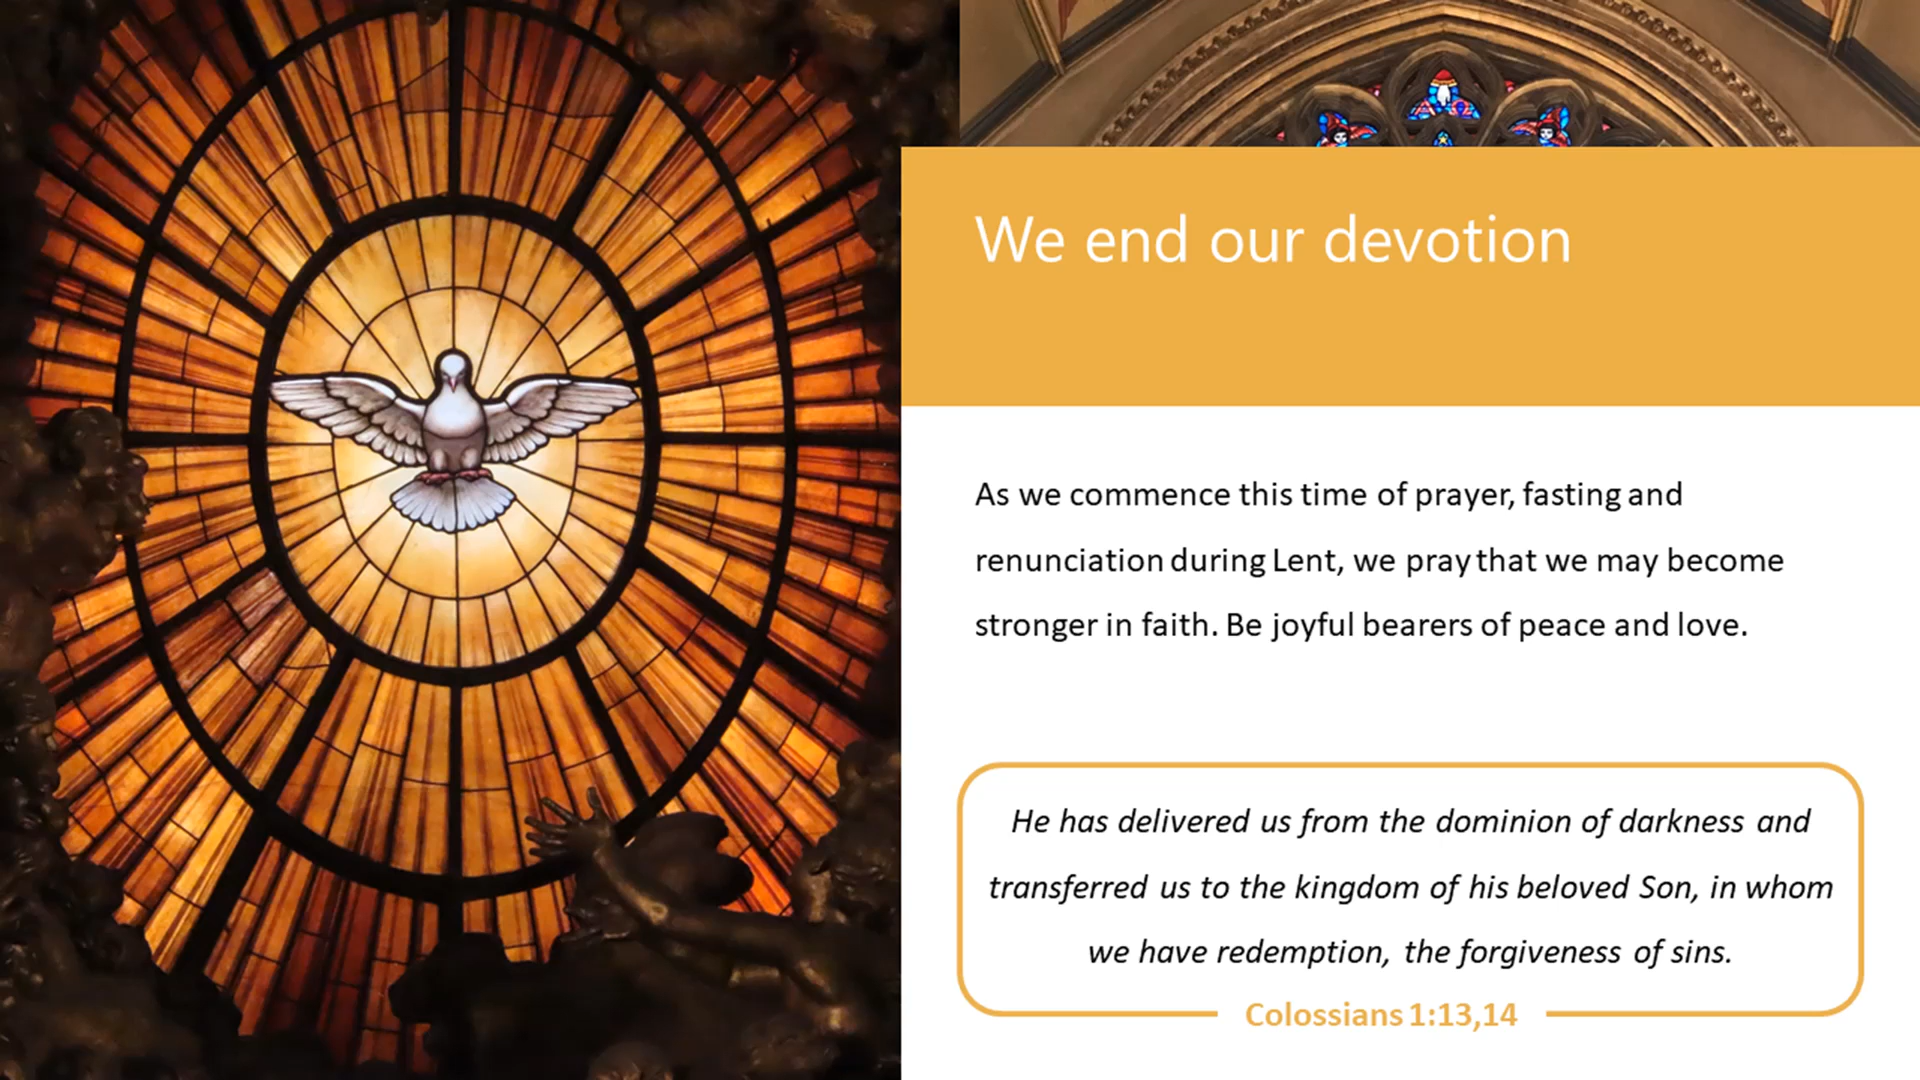 We end our devotion
As we commence this time of prayer, fasting and
renunciation during Lent, we pray that we may become
stronger in faith. Be joyful bearers of peace and love.
He has delivered us from the dominion of darkness and
transferred us to the kingdom of his beloved Son, in whom
we have redemption, the forgiveness of sins.
Colossians 1:13,14